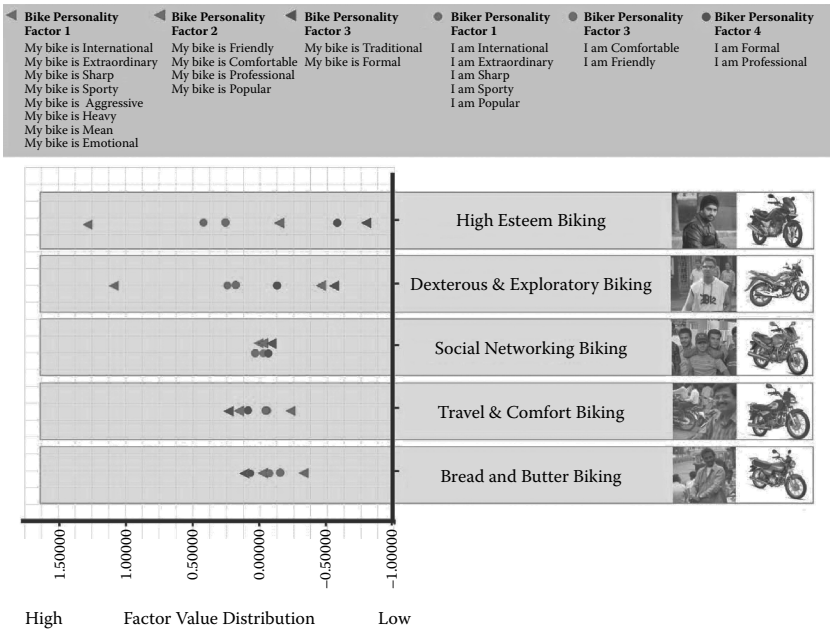 Bike Personality
Factor 1
My bike is International
My bike is Extraordinary
My bike is Sharp
My bike is Sporty
My bike is Aggressive
My bike is Heavy
My bike is Mean
My bike is Emotional
Bike Personality
Factor 2
My bike is Friendly
My bike is Comfortable
My bike is Professional
My bike is Popular
Bike Personality
Factor 3
My bike is Traditional
My bike is Formal
Biker Personality
Factor 1
I am International
I am Extraordinary
I am Sharp
I am Sporty
I am Popular
Biker Personality
Factor 3
I am Comfortable
I am Friendly
Biker Personality
Factor 4
I am Formal
I am Professional
High Esteem Biking
Dexterous & Exploratory Biking
Social Networking Biking
Travel & Comfort Biking
Bread and Butter Biking
1.50000
1.00000
0.50000
0.00000
–0.50000
–1.00000
High Factor Value Distribution Low